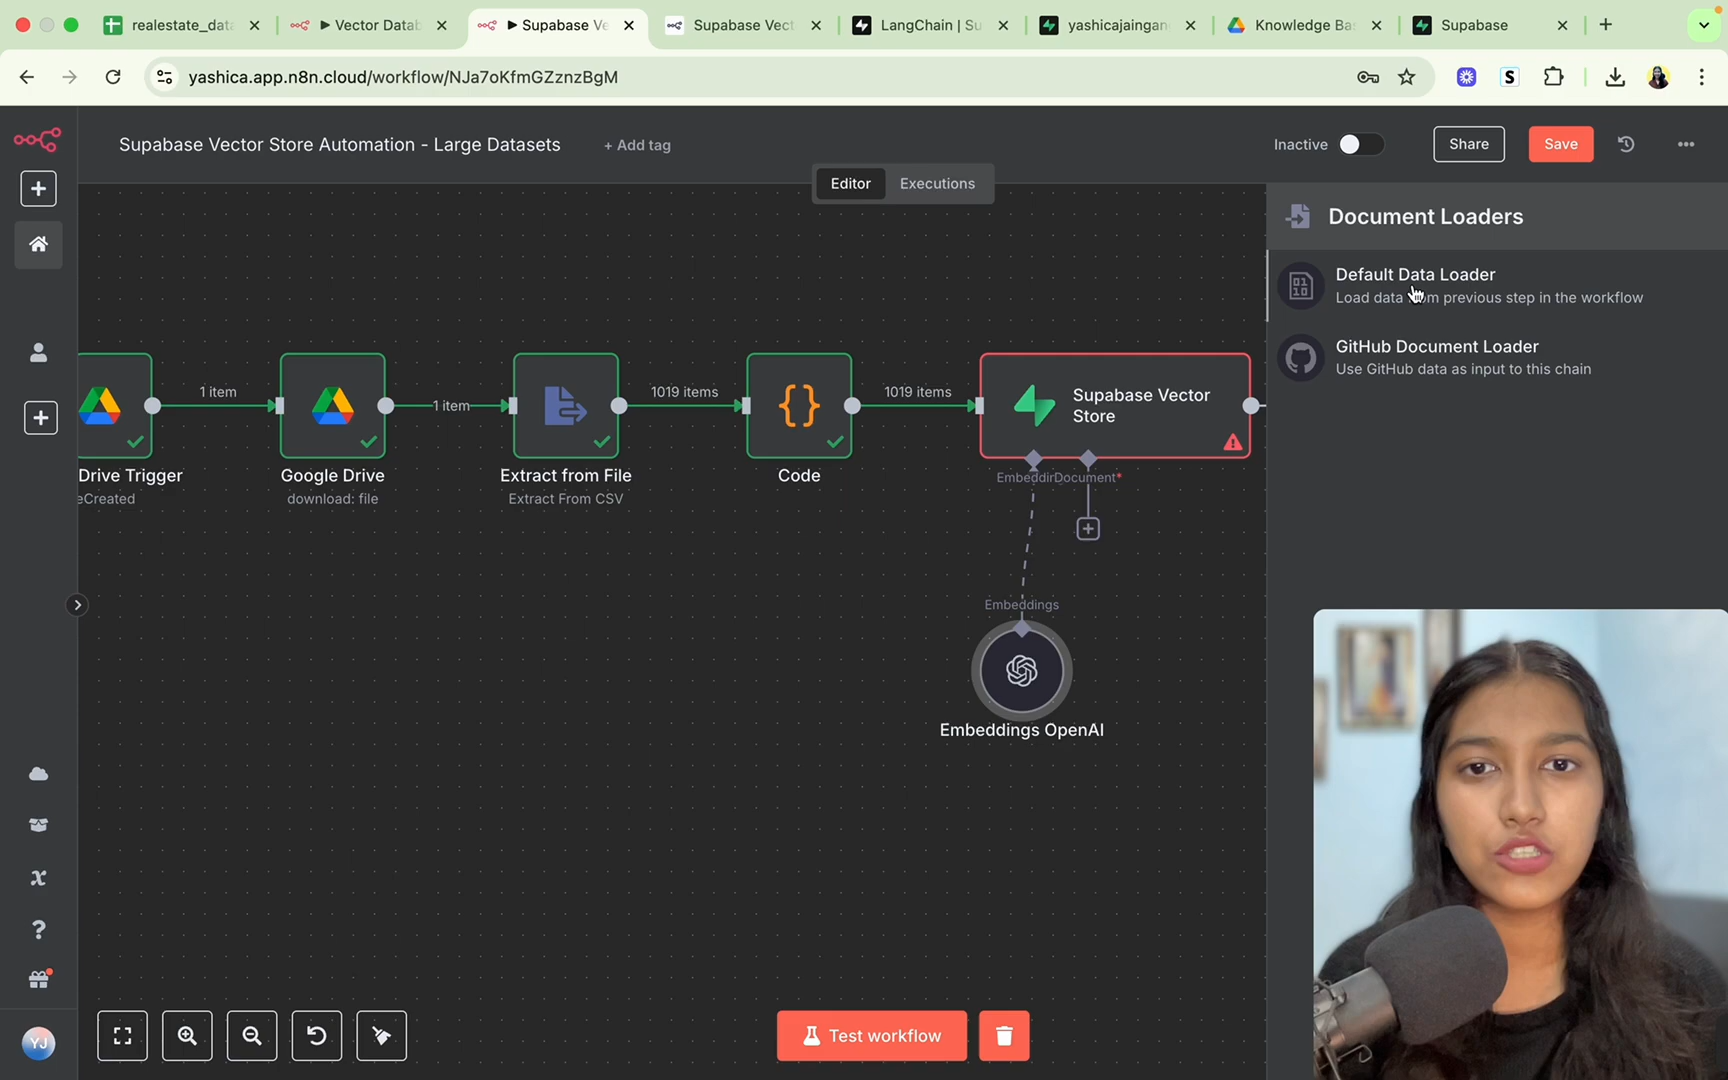 realestate_data
Vector Datab
Supabase Ve
Supabase Vect
LangChain | Su
yashicajaingan
Knowledge Ba
Supabase
yashica.app.n8n.cloud/workflow/NJa7oKfmGZznzBgM
S
Supabase Vector Store Automation - Large Datasets
+ Add tag
Inactive
Share
Save
Editor
Executions
Document Loaders
Default Data Loader
Load data from previous step in the workflow
GitHub Document Loader
Use GitHub data as input to this chain
1 item
1 item
1019 items
1019 items
Supabase Vector
Store
Drive Trigger
eCreated
Google Drive
download: file
Extract from File
Extract From CSV
Code
Embeddin
Document*
Embeddings
Embeddings OpenAI
YJ
Test workflow